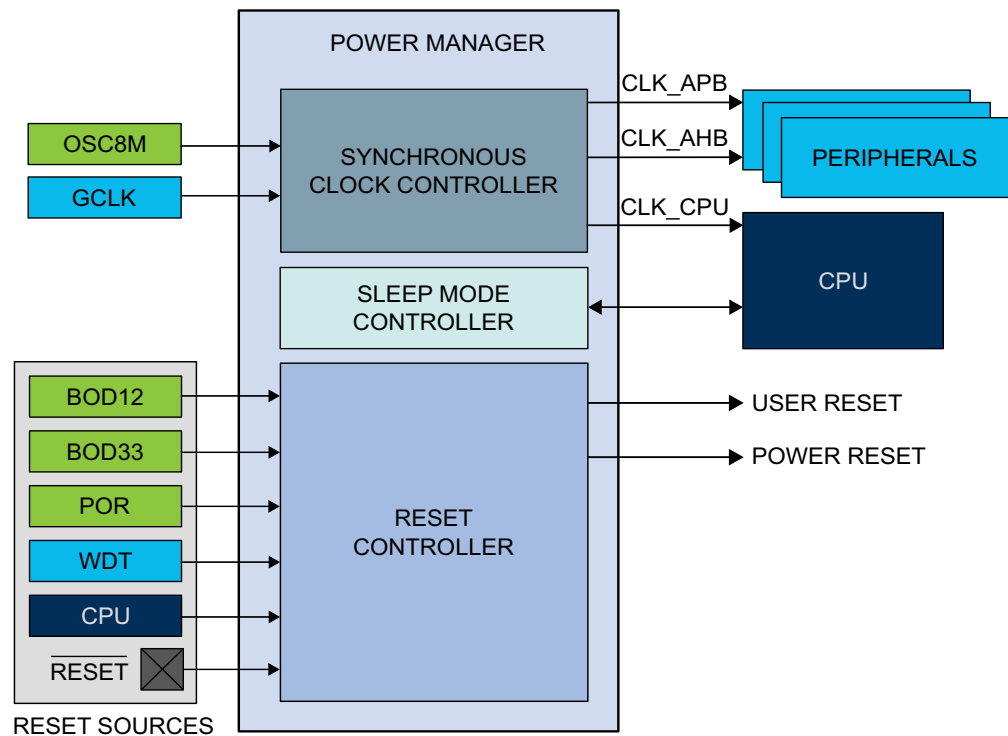 POWER MANAGER
OSC8M
GCLK
SYNCHRONOUS
CLOCK CONTROLLER
CLK_APB
CLK_AHB
CLK_CPU
PERIPHERALS
CPU
SLEEP MODE
CONTROLLER
BOD12
BOD33
POR
WDT
CPU
RESET
RESET SOURCES
RESET
CONTROLLER
USER RESET
POWER RESET